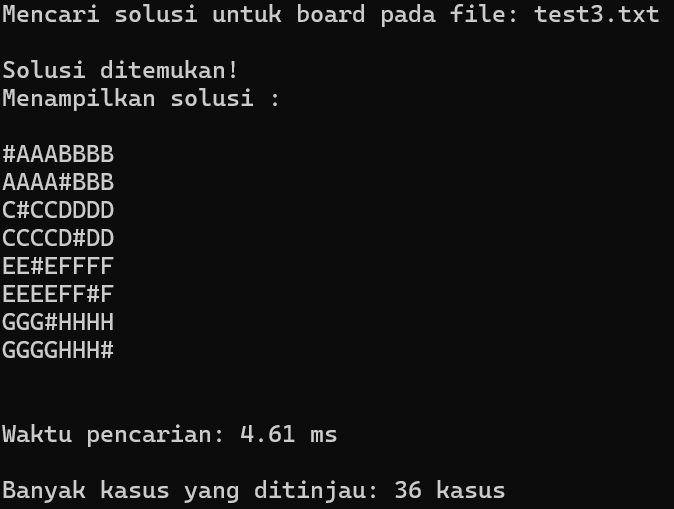 Mencari solusi untuk board pada file: test3.txt
Solusi ditemukan!
Menampilkan solusi :
#AAABBBB
AAAA#BBB
C#CCDDDD
CCCCD#DD
EE#EFFFF
EEEEFF#F
GGG#HHHH
GGGGHHH#
Waktu pencarian: 4.61 ms
Banyak kasus yang ditinjau: 36 kasus